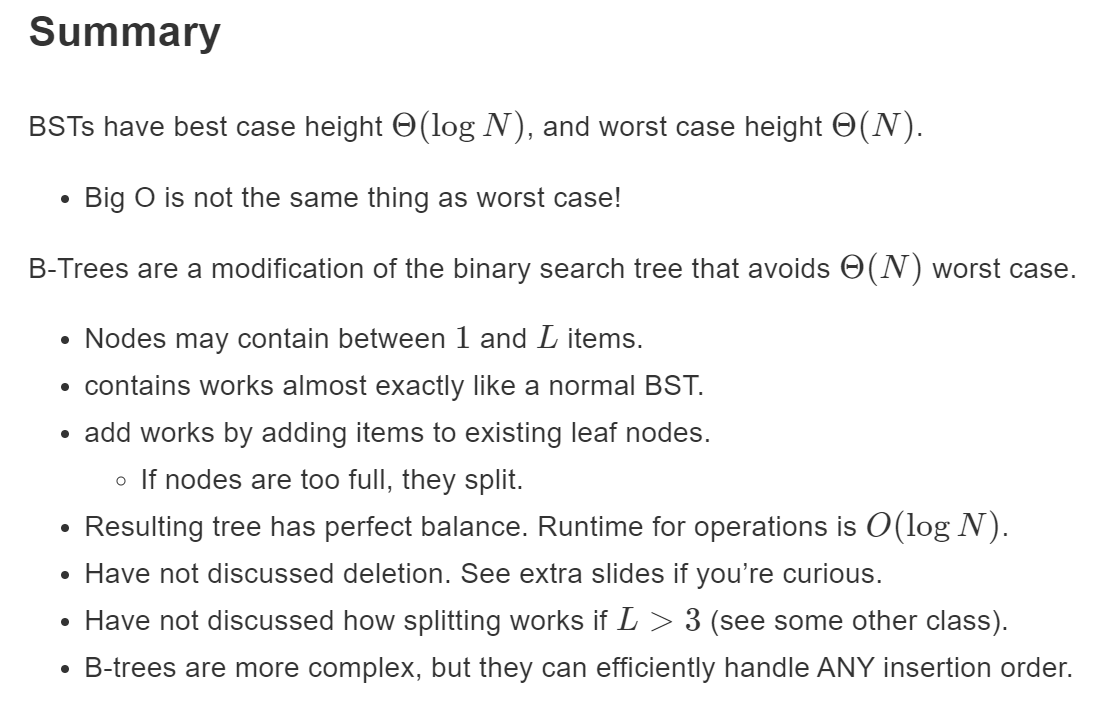 Summary
BSTs have best case height Θ(log N), and worst case height Θ(N).
• Big O is not the same thing as worst case!
B-Trees are a modification of the binary search tree that avoids Θ(N) worst case.
• Nodes may contain between 1 and L items.
• contains works almost exactly like a normal BST.
• add works by adding items to existing leaf nodes.
◦ If nodes are too full, they split.
• Resulting tree has perfect balance. Runtime for operations is O(log N).
• Have not discussed deletion. See extra slides if you’re curious.
• Have not discussed how splitting works if L > 3 (see some other class).
• B-trees are more complex, but they can efficiently handle ANY insertion order.